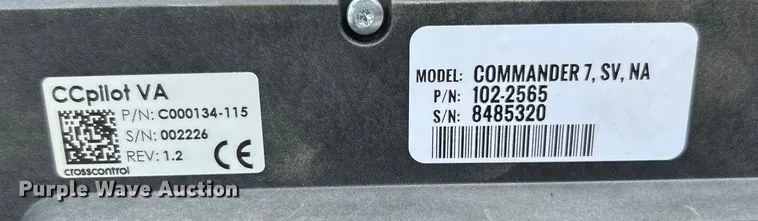 CCpilot VA
P/N: C000134-115
S/N: 002226
REV: 1.2
CE
crosscontrol
MODEL: COMMANDER 7, SV, NA
P/N: 102-2565
S/N: 8485320
Purple Wave Auction